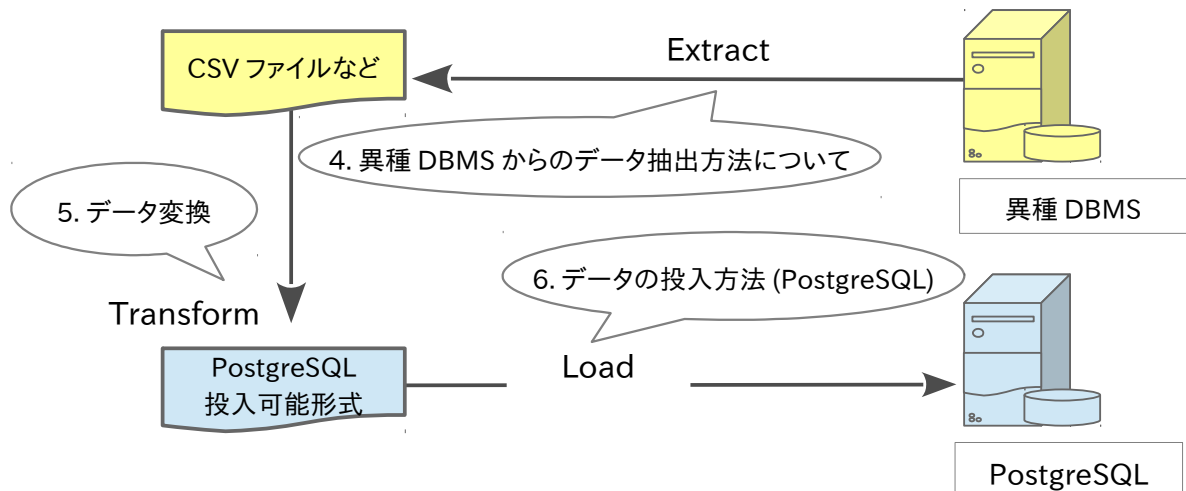 Extract
CSV ファイルなど
4. 異種 DBMS からのデータ抽出方法について
8o
異種 DBMS
5. データ変換
6. データの投入方法 (PostgreSQL)
Transform
PostgreSQL
投入可能形式
Load
8o
PostgreSQL